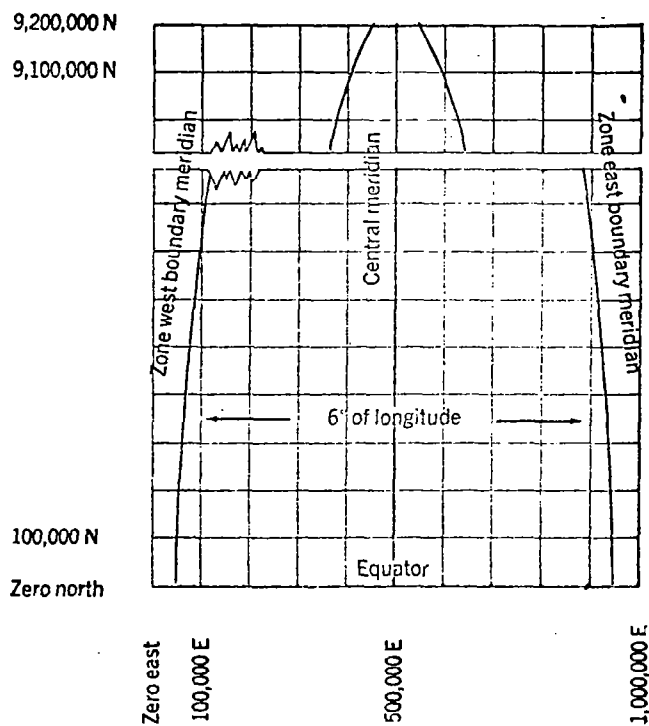 9,200,000 N
9,100,000 N
Zone west boundary meridian
Central meridian
Zone east boundary meridian
6° of longitude
100,000 N
Equator
Zero north
Zero east
100,000 E
500,000 E
1,000,000 E